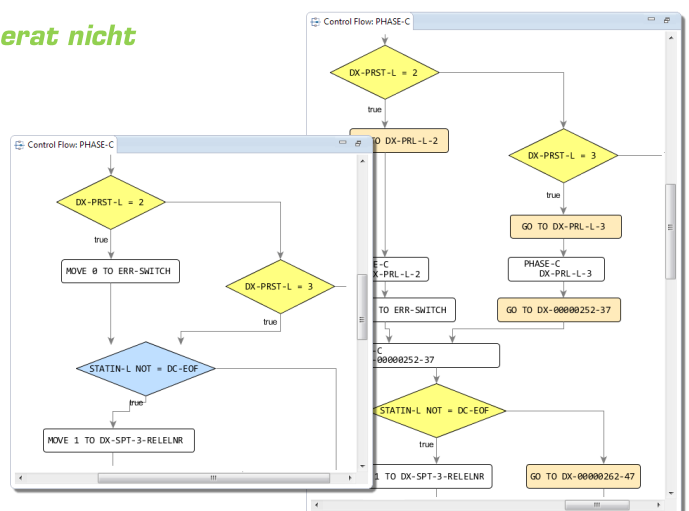 erat nicht
Control Flow: PHASE-C
DX-PRST-L = 2
true
MOVE 0 TO ERR-SWITCH
DX-PRST-L = 3
true
STATIN-L NOT = DC-EOF
true
MOVE 1 TO DX-SPT-3-RELELNR
Control Flow: PHASE-C
DX-PRST-L = 2
true
O DX-PRL-L-2
DX-PRST-L = 3
true
GO TO DX-PRL-L-3
E-C
X-PRL-L-2
PHASE-C
DX-PRL-L-3
TO ERR-SWITCH
GO TO DX-00000252-37
-C
-00000252-37
STATIN-L NOT = DC-EOF
true
1 TO DX-SPT-3-RELELNR
GO TO DX-00000262-47